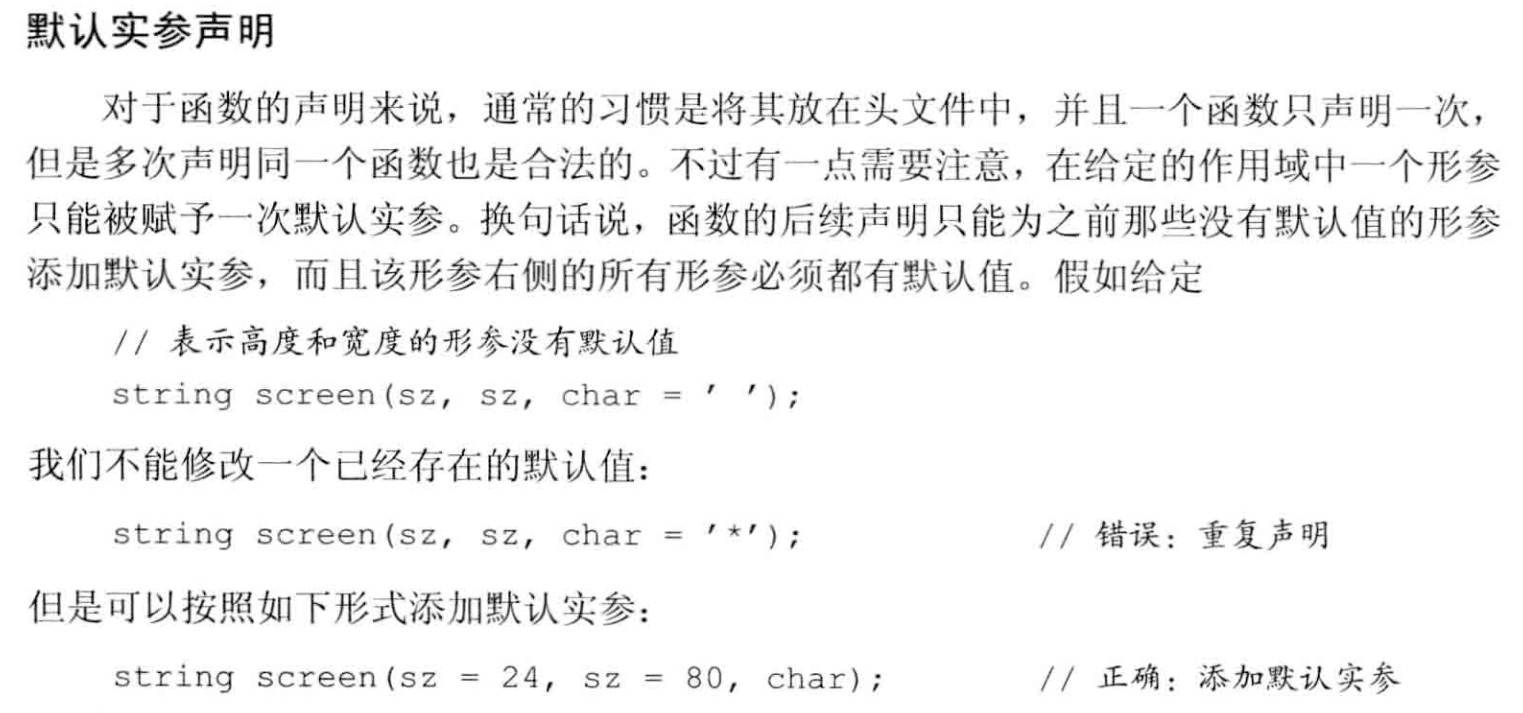 默认实参声明
对于函数的声明来说，通常的习惯是将其放在头文件中，并且一个函数只声明一次，
但是多次声明同一个函数也是合法的。不过有一点需要注意，在给定的作用域中一个形参
只能被赋予一次默认实参。换句话说，函数的后续声明只能为之前那些没有默认值的形参
添加默认实参，而且该形参右侧的所有形参必须都有默认值。假如给定
// 表示高度和宽度的形参没有默认值
string screen(sz, sz, char = ' ');
我们不能修改一个已经存在的默认值：
string screen(sz, sz, char = '*'); // 错误：重复声明
但是可以按照如下形式添加默认实参：
string screen(sz = 24, sz = 80, char); // 正确：添加默认实参